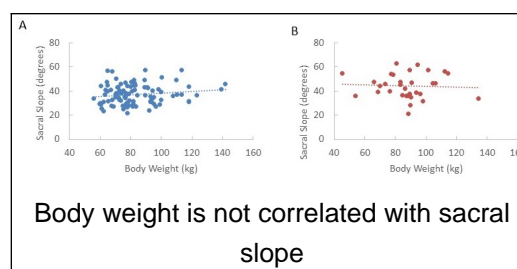 A
B
80
60
40
20
0
Sacral Slope (degrees)
40 60 80 100 120 140 160
Body Weight (kg)
80
60
40
20
0
Sacral Slope (degrees)
40 60 80 100 120 140
Body Weight (kg)
Body weight is not correlated with sacral
slope